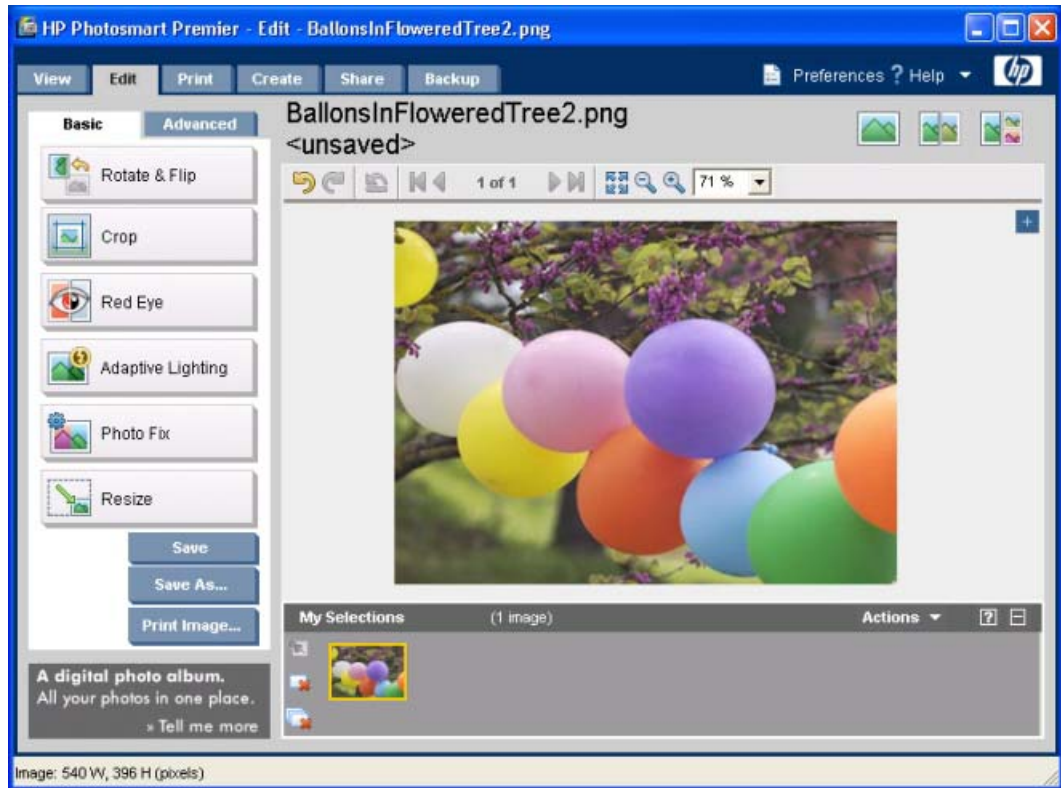 HP Photosmart Premier - Edit - BallonsInFloweredTree2.png
View Edit Print Create Share Backup
Preferences ? Help
hp
Basic Advanced
BallonsInFloweredTree2.png
<unsaved>
Rotate & Flip
1 of 1
71 %
Crop
Red Eye
Adaptive Lighting
Photo Fix
Resize
Save
Save As...
Print Image...
My Selections (1 image) Actions ?
A digital photo album.
All your photos in one place.
» Tell me more
Image: 540 W, 396 H (pixels)